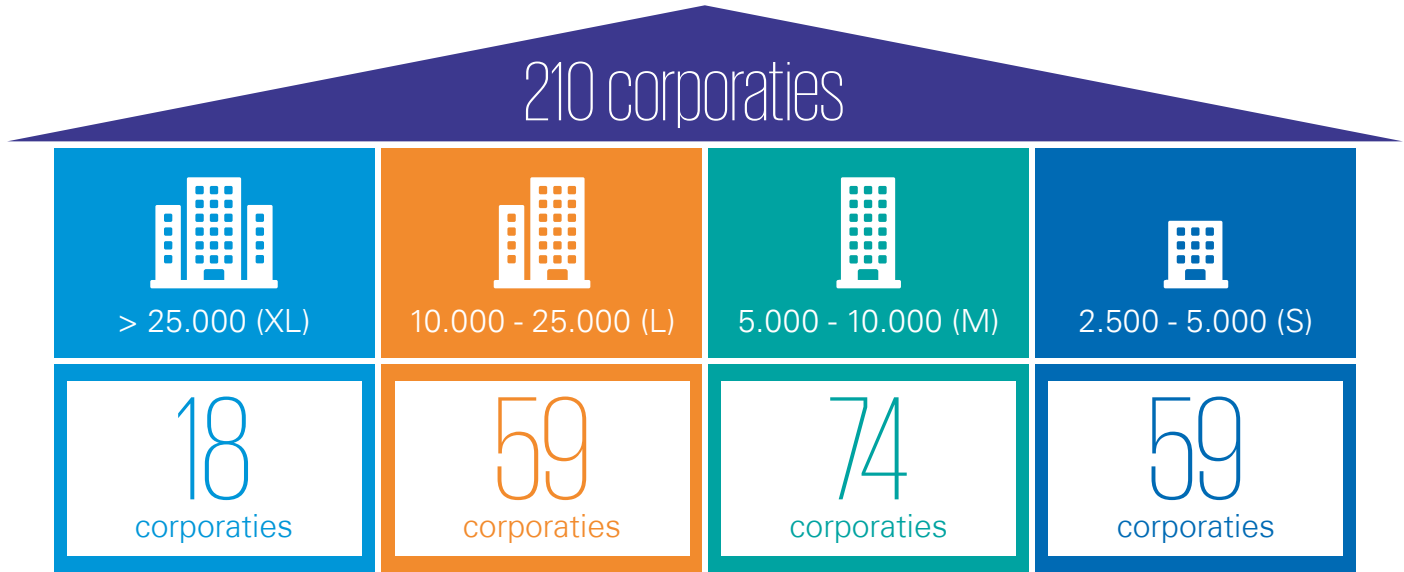 210 corporaties
> 25.000 (XL)
10.000 - 25.000 (L)
5.000 - 10.000 (M)
2.500 - 5.000 (S)
18
corporaties
59
corporaties
74
corporaties
59
corporaties